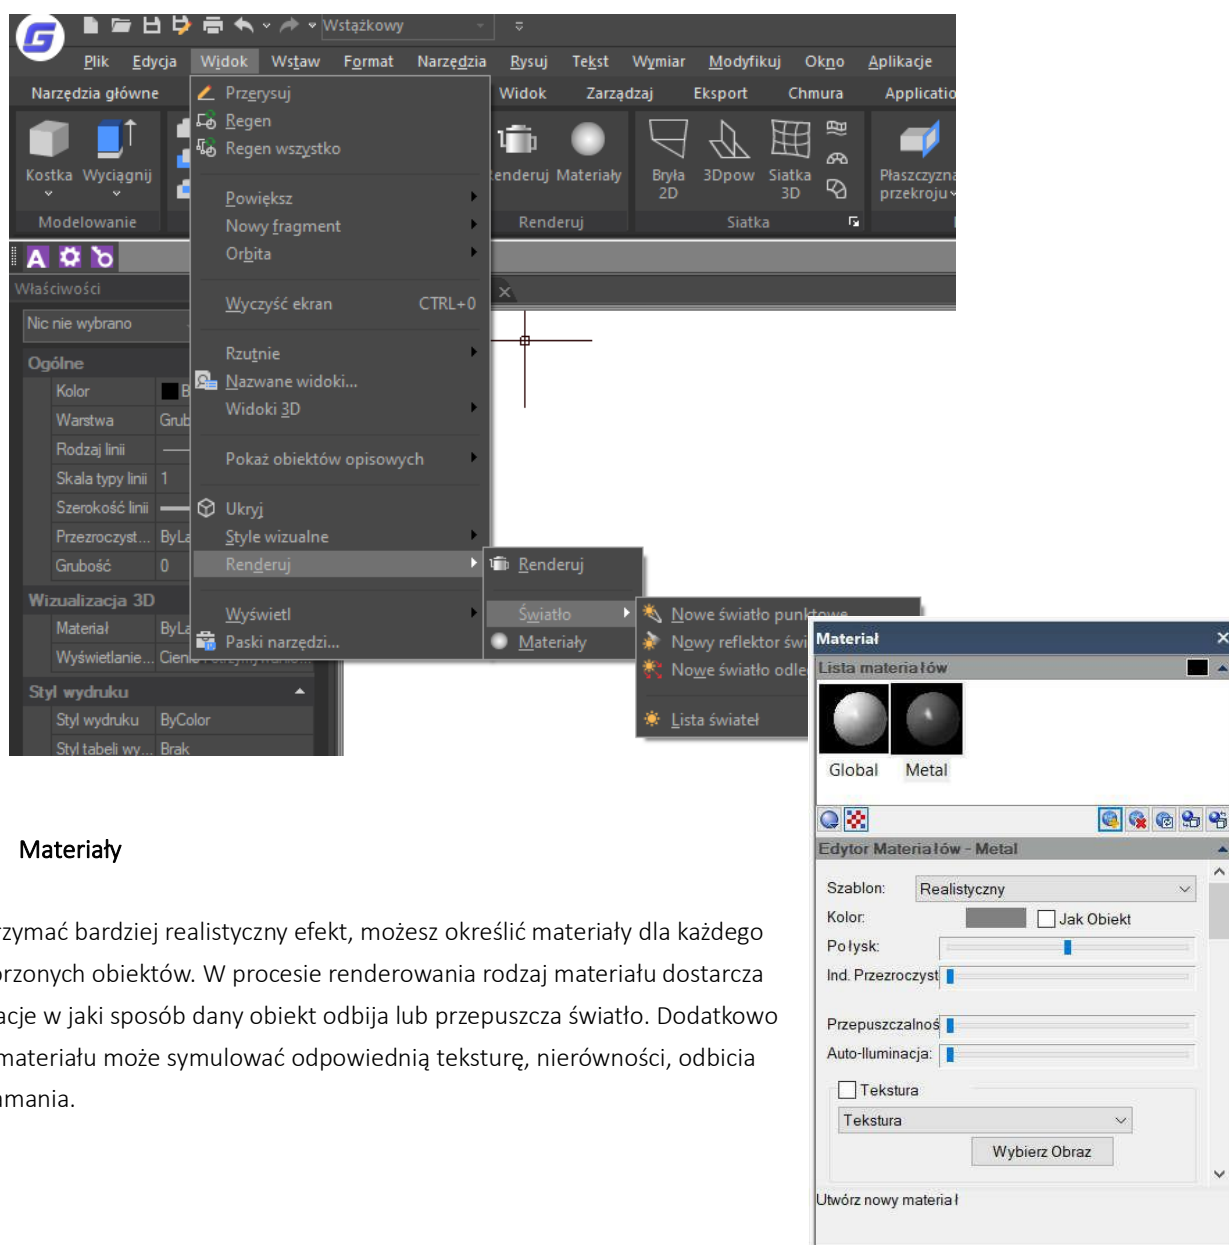 Wstążkowy
Plik Edycja Widok Wstaw Format Narzędzia Rysuj Tekst Wymiar Modyfikuj Okno Aplikacje
Narzędzia główne Widok Zarządzaj Eksport Chmura
Kostka Wyciągnij Materiały Bryła 2D 3Dpow Siatka 3D Płaszczyzna przekroju
Modelowanie Renderuj Siatka
Przerysuj
Regen
Regen wszystko
Powiększ
Nowy fragment
Orbita
Wyczyść ekran CTRL+0
Rzutnie
Nazwane widoki...
Widoki 3D
Pokaż obiektów opisowych
Ukryj
Style wizualne
Renderuj
Wyświetl
Paski narzędzi...
Renderuj
Światło
Materiały
Nowe światło punktowe
Nowy reflektor
Nowe światło
Lista świateł
Właściwości
Nic nie wybrano
Ogólne
Kolor
Warstwa
Rodzaj linii
Skala typy linii 1
Szerokość linii
Przezroczyst...
Grubość 0
Wizualizacja 3D
Materiał
Wyświetlanie...
Styl wydruku
Styl wydruku ByColor
Styl tabeli wy... Brak
Materiał
Lista materiałów
Global Metal
Edytor Materiałów - Metal
Szablon: Realistyczny
Kolor: Jak Obiekt
Połysk:
Ind. Przezroczyst
Przepuszczalnoś
Auto-Iluminacja:
Tekstura
Tekstura
Wybierz Obraz
Utwórz nowy materiał
Materiały
rzymać bardziej realistyczny efekt, możesz określić materiały dla każdego
orzonych obiektów. W procesie renderowania rodzaj materiału dostarcza
acje w jaki sposób dany obiekt odbija lub przepuszcza światło. Dodatkowo
materiału może symulować odpowiednią teksturę, nierówności, odbicia
amania.